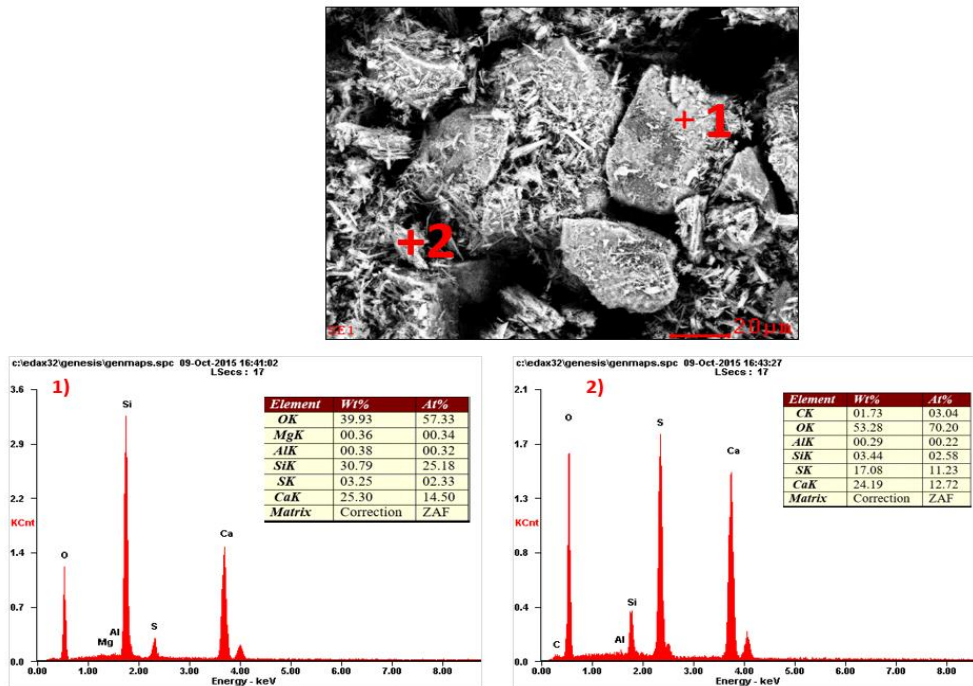 + 1
+2
SE1
20µm
c:\edax32\genesis\genmaps.spc 09-Oct-2015 16:41:02
LSecs : 17
1)
3.6
2.9
2.2
KCnt
1.4
0.7
0.0
Si
O
Mg
Al
S
Ca
Element Wt% At%
OK 39.93 57.33
MgK 00.36 00.34
AlK 00.38 00.32
SiK 30.79 25.18
SK 03.25 02.33
CaK 25.30 14.50
Matrix Correction ZAF
0.00 1.00 2.00 3.00 4.00 5.00 6.00 7.00 8.00
Energy - keV
c:\edax32\genesis\genmaps.spc 09-Oct-2015 16:43:27
LSecs : 17
2)
2.1
1.7
1.3
KCnt
0.8
0.4
0.0
O
S
Ca
Si
Al
C
Element Wt% At%
CK 01.73 03.04
OK 53.28 70.20
AlK 00.29 00.22
SiK 03.44 02.58
SK 17.08 11.23
CaK 24.19 12.72
Matrix Correction ZAF
0.00 1.00 2.00 3.00 4.00 5.00 6.00 7.00 8.00
Energy - keV